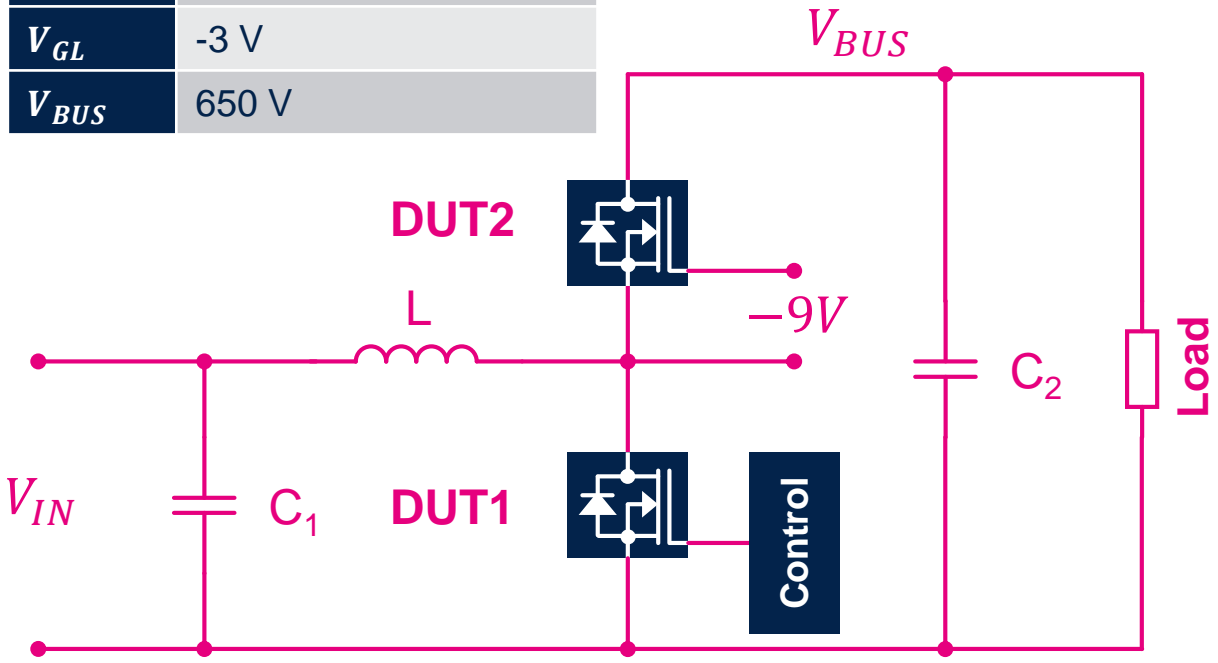 V_GL -3 V
V_BUS 650 V
V_BUS
DUT2
−9V
L
C₂
Load
V_IN
C₁
DUT1
Control